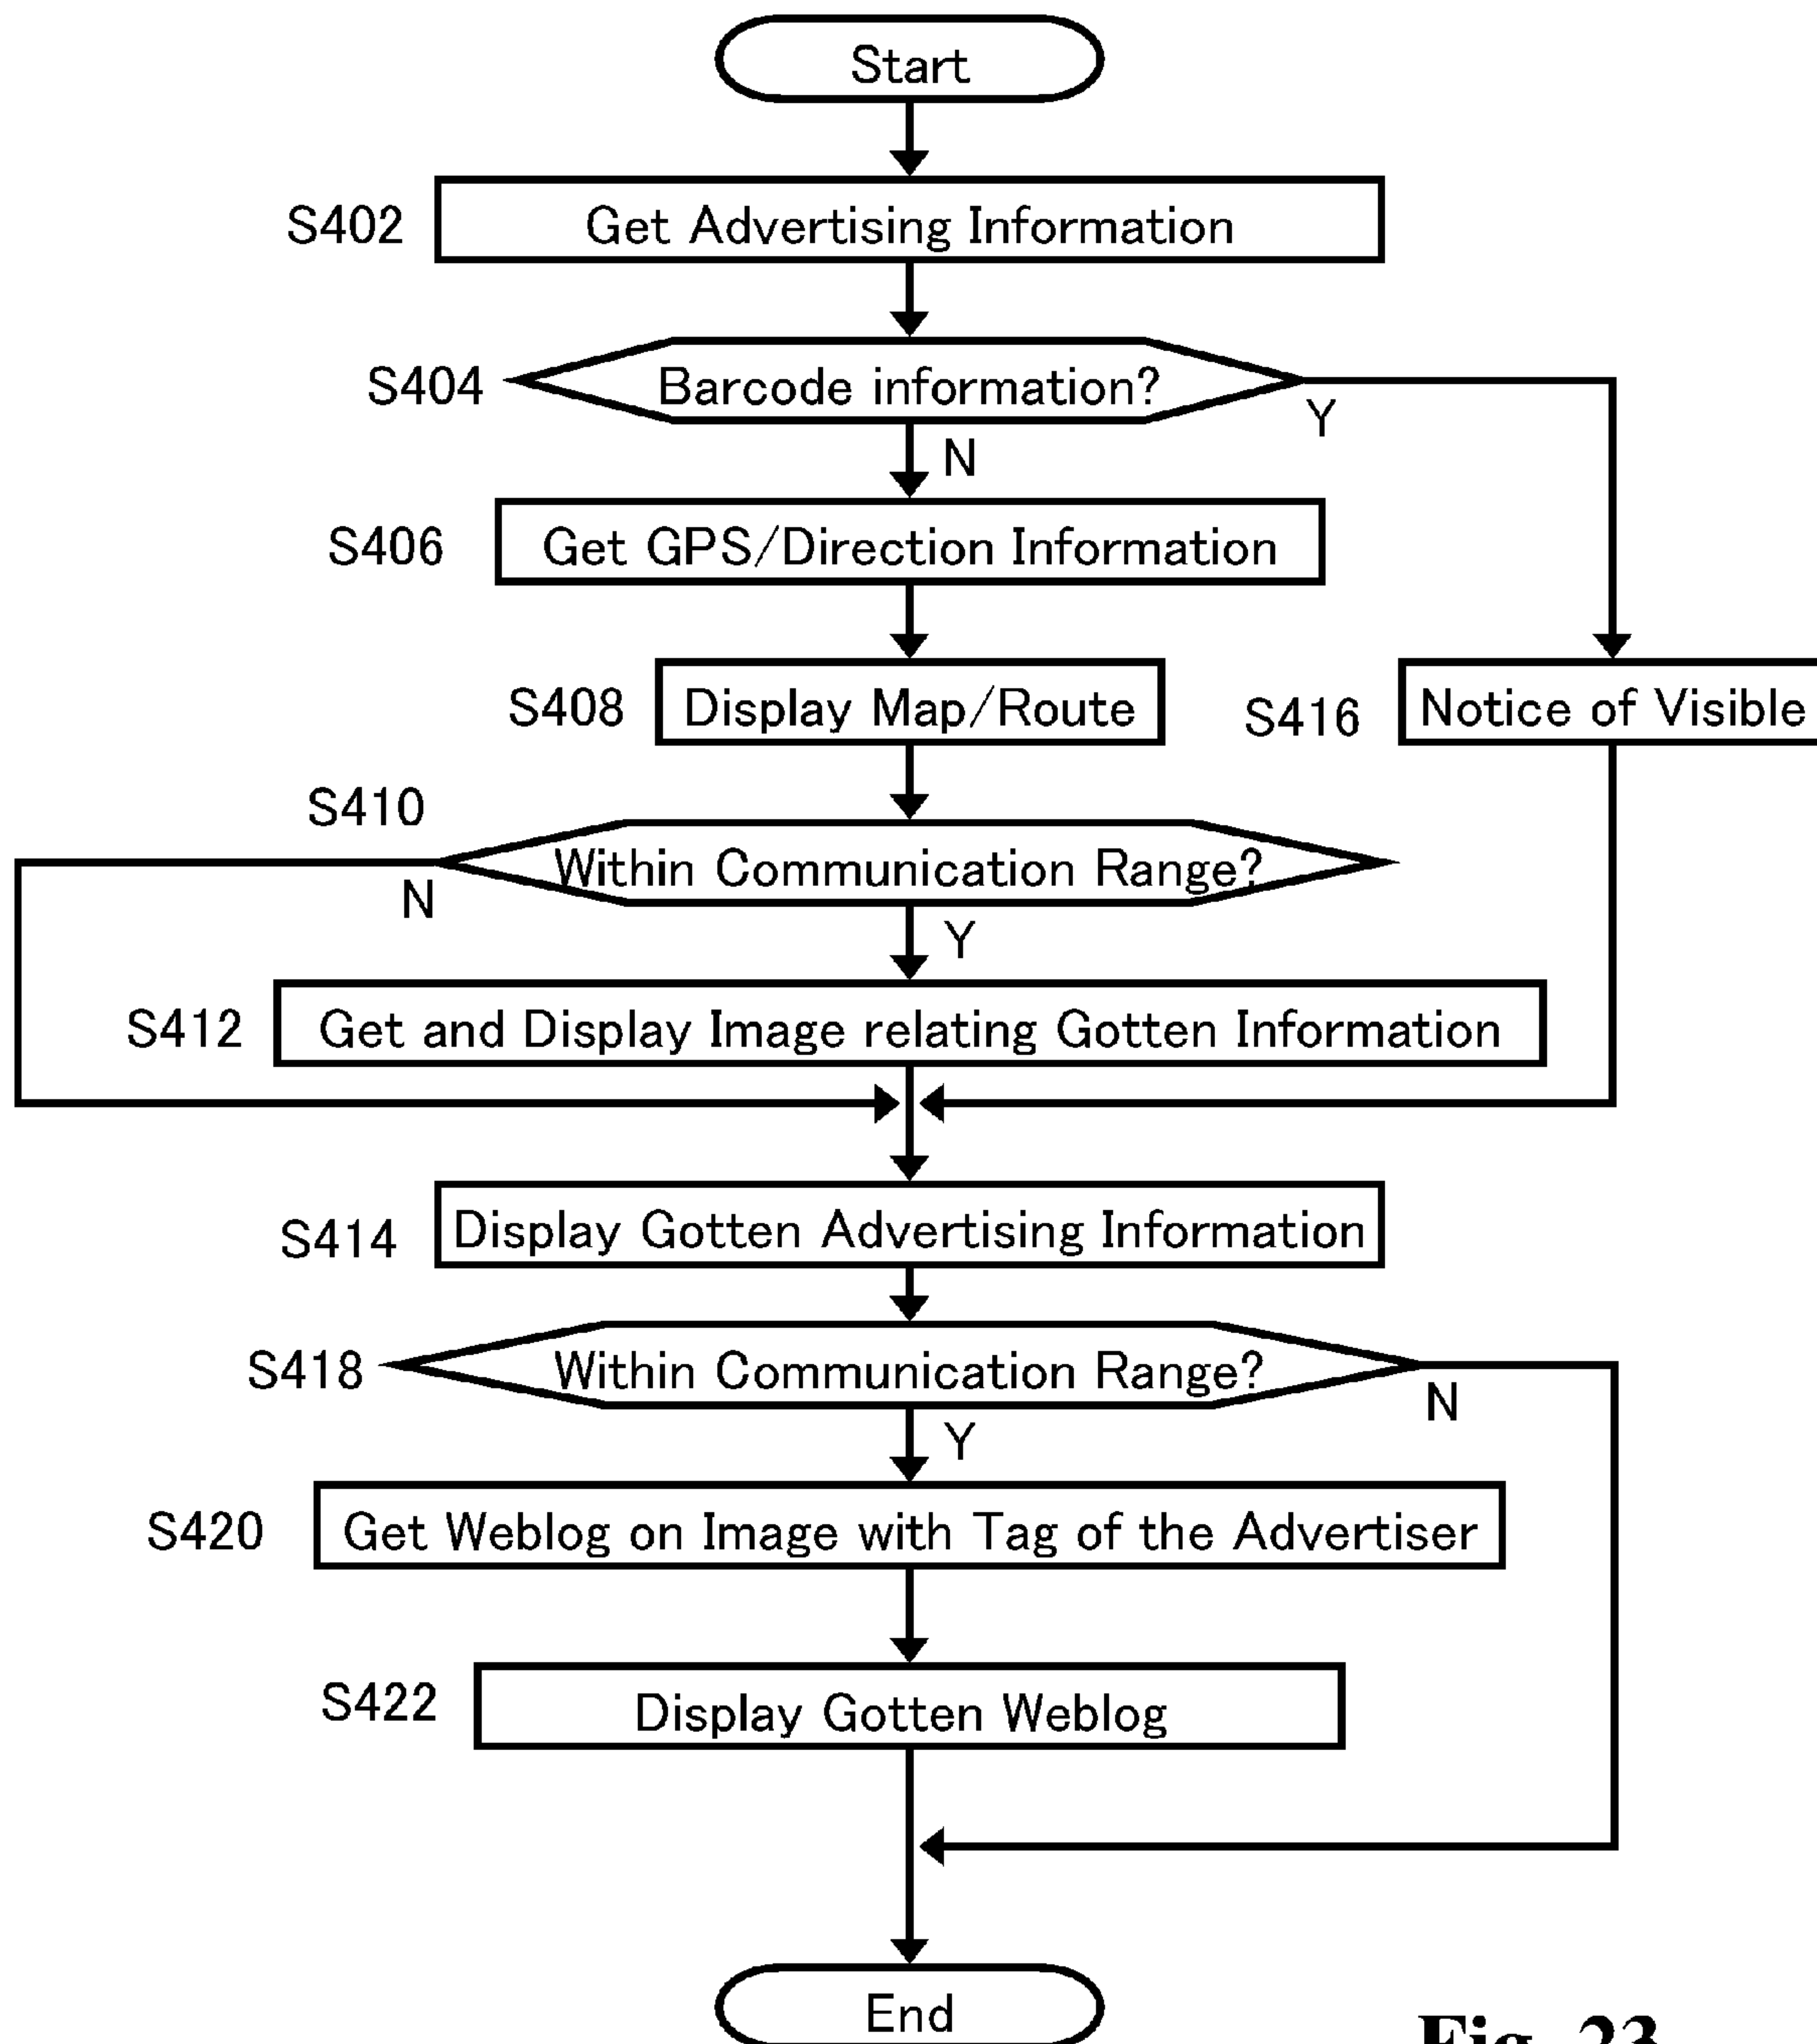 Start
S402 Get Advertising Information
S404 Barcode information?
Y
N
S406 Get GPS/Direction Information
S408 Display Map/Route
S416 Notice of Visible
S410
Within Communication Range?
N
Y
S412 Get and Display Image relating Gotten Information
S414 Display Gotten Advertising Information
S418 Within Communication Range?
N
Y
S420 Get Weblog on Image with Tag of the Advertiser
S422 Display Gotten Weblog
End
Fig. 23